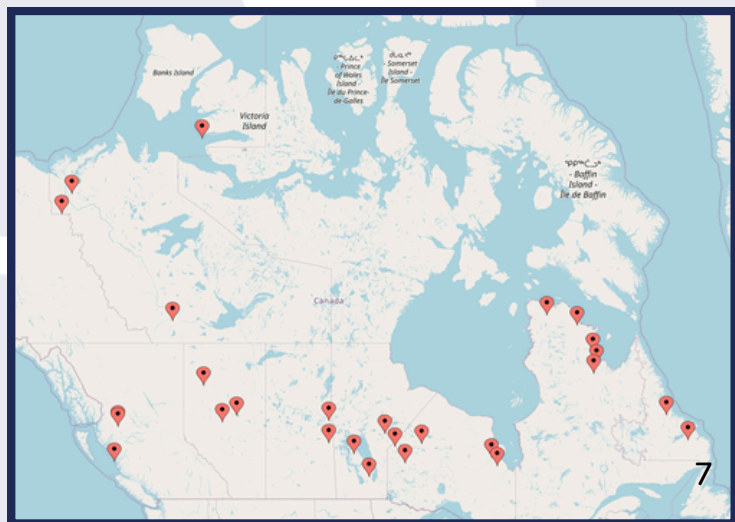 Banks Island
Victoria
Island
- Prince
of Wales
Island -
Île du Prince-
de-Galles
- Somerset
Island -
Île Somerset
- Baffin
Island -
Île de Baffin
Canada
7